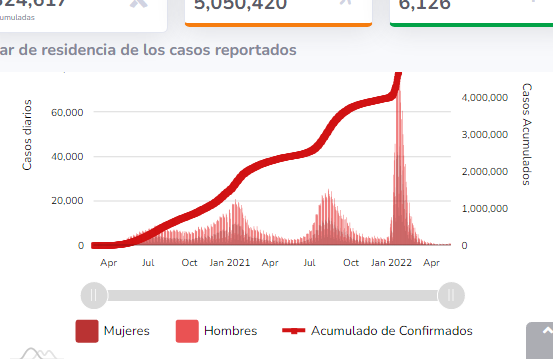 5,050,420
6,126
umuladas
ar de residencia de los casos reportados
Casos diarios
60,000
40,000
20,000
0
4,000,000
3,000,000
2,000,000
1,000,000
0
Casos Acumulados
Apr Jul Oct Jan 2021 Apr Jul Oct Jan 2022 Apr
Mujeres Hombres Acumulado de Confirmados